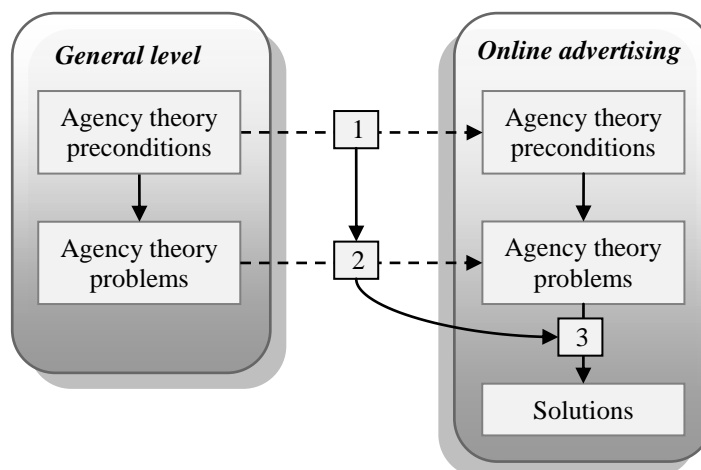 General level
Agency theory
preconditions
Agency theory
problems
1
2
Online advertising
Agency theory
preconditions
Agency theory
problems
3
Solutions